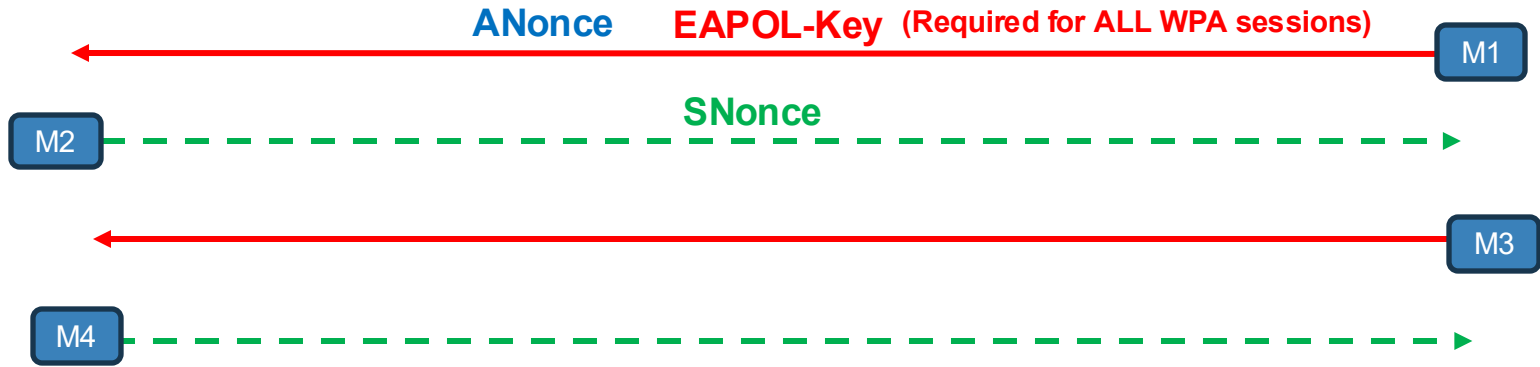 ANonce EAPOL-Key (Required for ALL WPA sessions)
M1
SNonce
M2
M3
M4